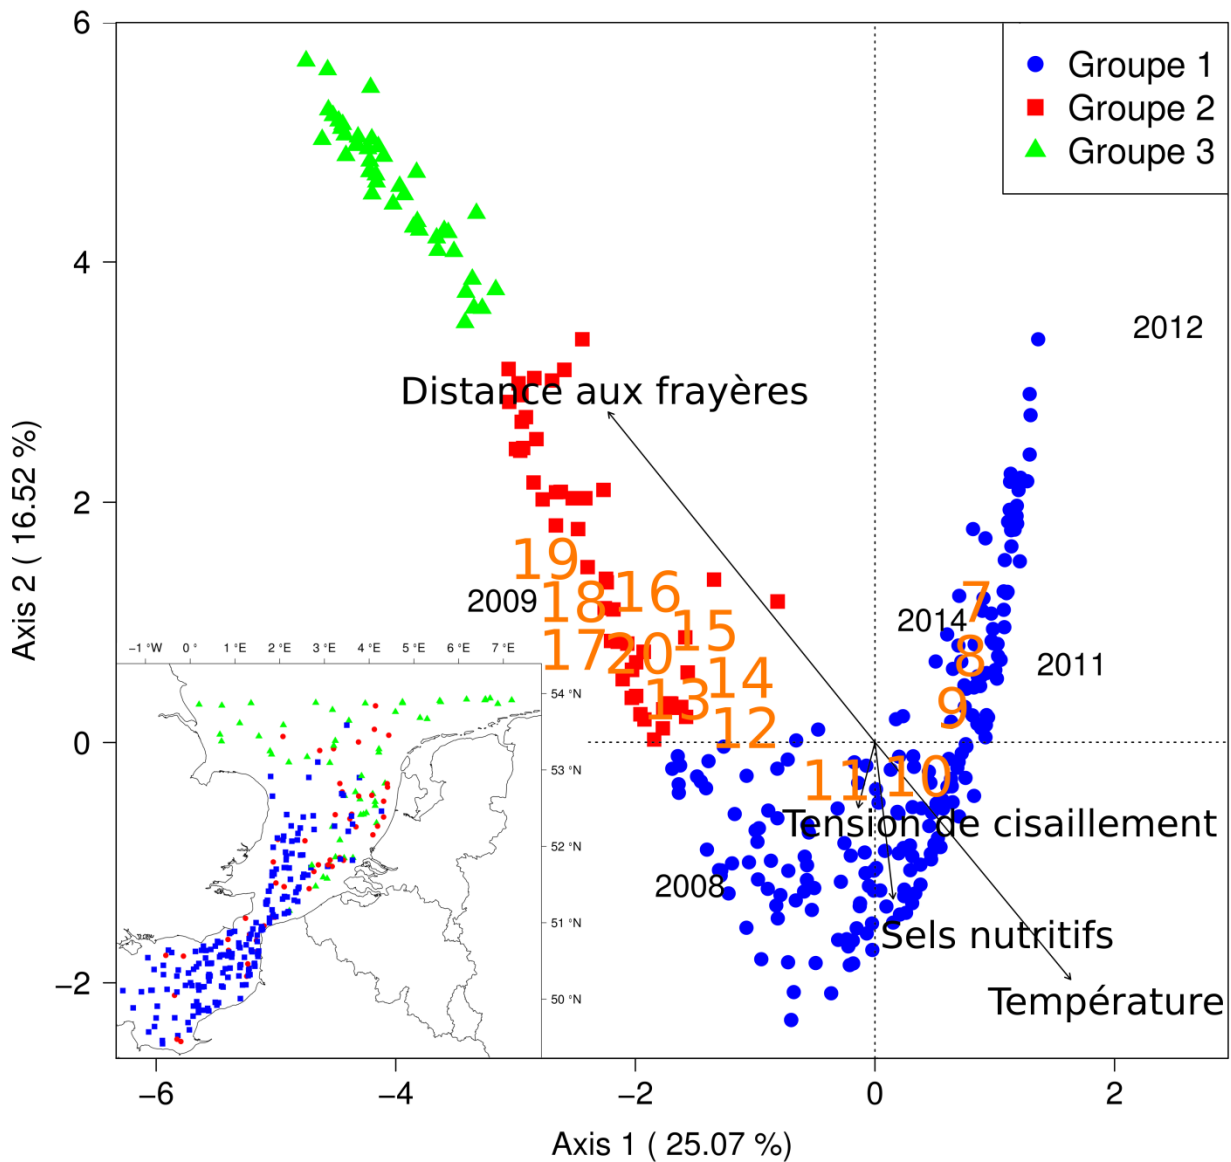 6
Groupe 1
Groupe 2
Groupe 3
4
2012
Distance aux frayères
Axis 2 ( 16.52 %)
2
19
18
16
7
2009
2014
15
17
20
8
2011
14
13
9
12
−1 °W
0 °
1 °E
2 °E
3 °E
4 °E
5 °E
6 °E
7 °E
54 °N
0
53 °N
11
10
Tension de cisaillement
52 °N
2008
51 °N
Sels nutritifs
−2
50 °N
Température
−6
−4
−2
0
2
Axis 1 ( 25.07 %)